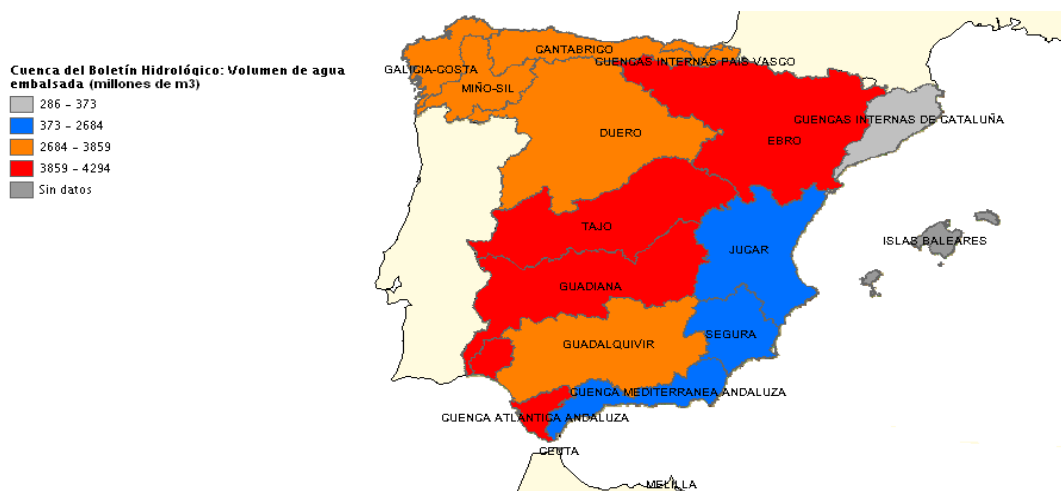 Cuenca del Boletín Hidrológico: Volumen de agua
embalsada (millones de m3)
286 - 373
373 - 2684
2684 - 3859
3859 - 4294
Sin datos
CANTABRICO
GALICIA-COSTA
CUENCAS INTERNAS PAIS VASCO
MIÑO-SIL
CUENCAS INTERNAS DE CATALUÑA
DUERO
EBRO
TAJO
ISLAS BALEARES
JUCAR
GUADIANA
SEGURA
GUADALQUIVIR
CUENCA MEDITERRANEA ANDALUZA
CUENCA ATLANTICA ANDALUZA
CEUTA
MELILLA